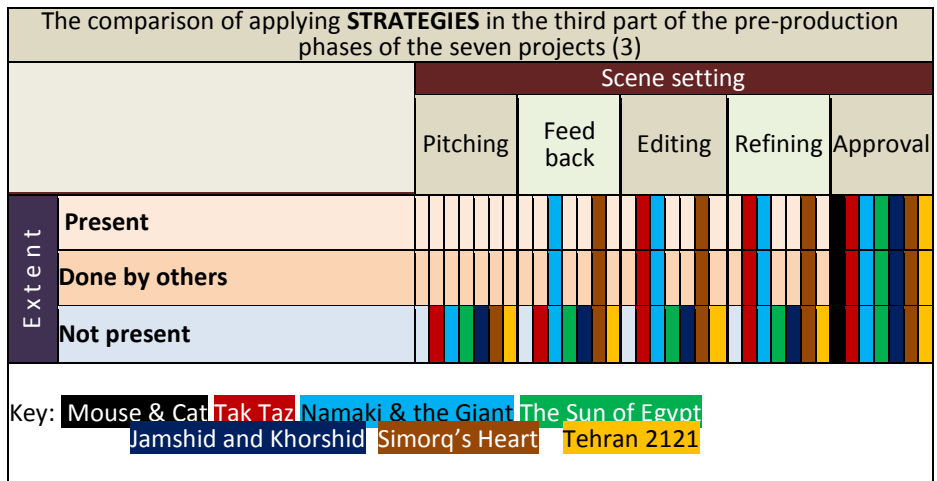 The comparison of applying STRATEGIES in the third part of the pre-production
phases of the seven projects (3)
Scene setting
Pitching
Feed
back
Editing
Refining
Approval
Extent
Present
Done by others
Not present
Key: Mouse & Cat Tak Taz Namaki & the Giant The Sun of Egypt
Jamshid and Khorshid Simorq’s Heart Tehran 2121